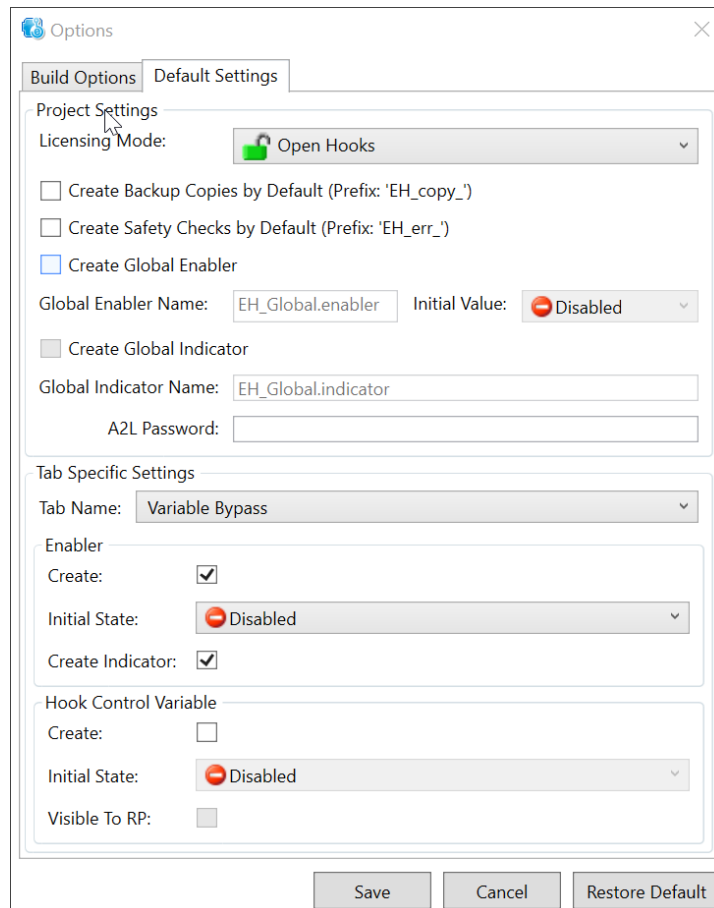 Options
Build Options Default Settings
Project Settings
Licensing Mode: Open Hooks
Create Backup Copies by Default (Prefix: 'EH_copy_')
Create Safety Checks by Default (Prefix: 'EH_err_')
Create Global Enabler
Global Enabler Name: EH_Global.enabler Initial Value: Disabled
Create Global Indicator
Global Indicator Name: EH_Global.indicator
A2L Password:
Tab Specific Settings
Tab Name: Variable Bypass
Enabler
Create:
Initial State: Disabled
Create Indicator:
Hook Control Variable
Create:
Initial State: Disabled
Visible To RP:
Save Cancel Restore Default